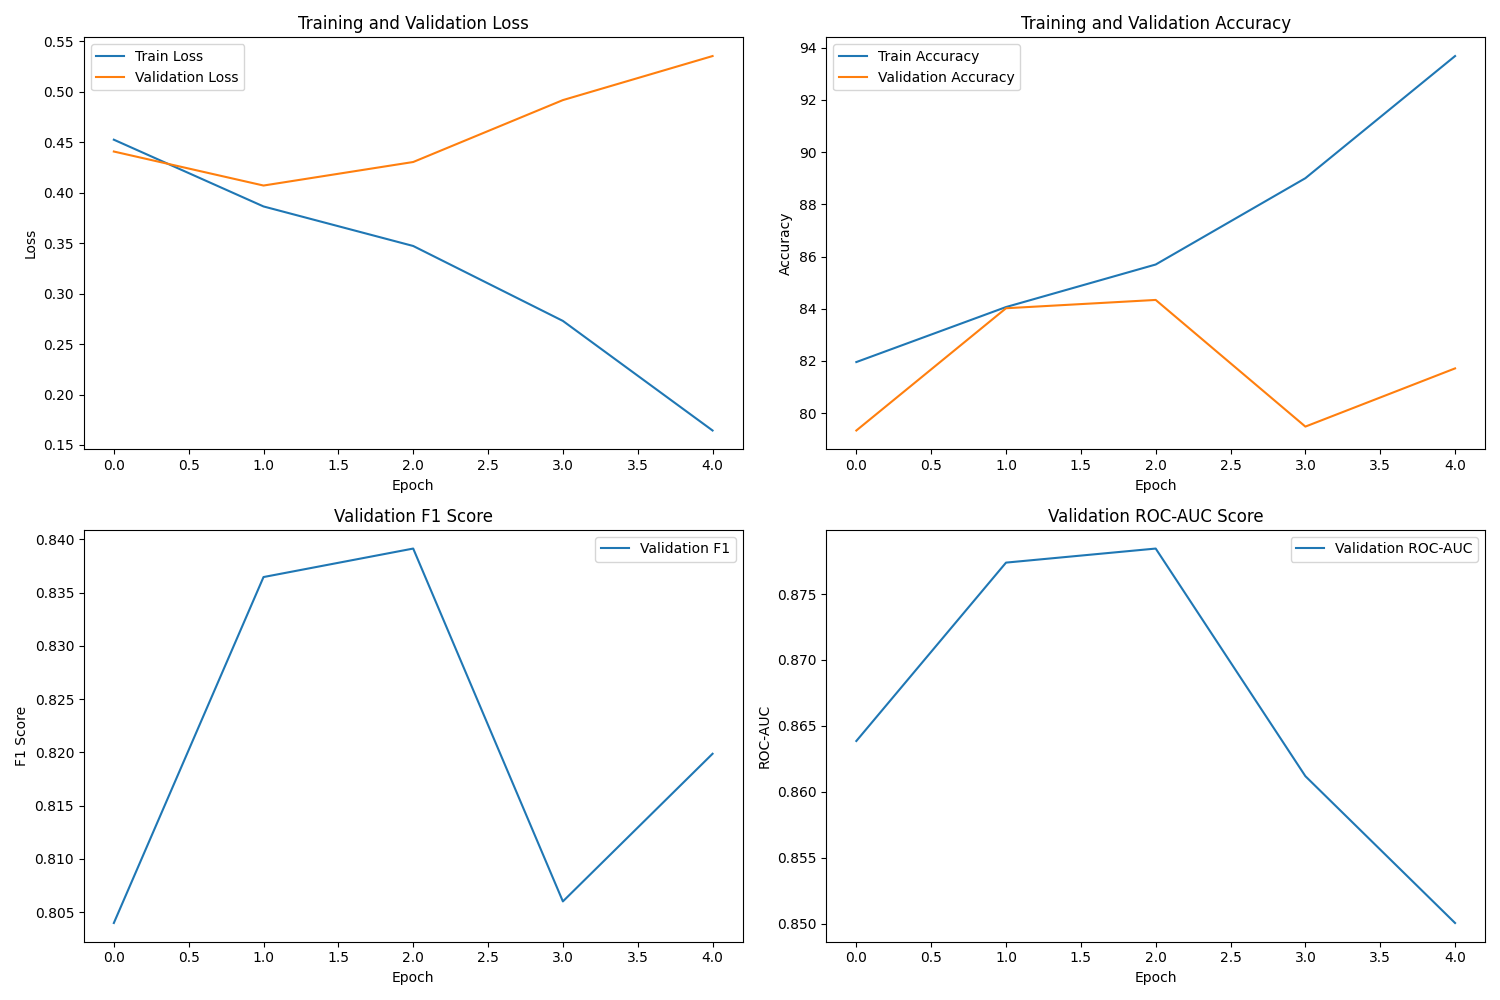 Training and Validation Loss
Train Loss
Validation Loss
0.55
0.50
0.45
0.40
0.35
0.30
0.25
0.20
0.15
Loss
0.0 0.5 1.0 1.5 2.0 2.5 3.0 3.5 4.0
Epoch
Training and Validation Accuracy
Train Accuracy
Validation Accuracy
94
92
90
88
86
84
82
80
Accuracy
0.0 0.5 1.0 1.5 2.0 2.5 3.0 3.5 4.0
Epoch
Validation F1 Score
Validation F1
0.840
0.835
0.830
0.825
0.820
0.815
0.810
0.805
F1 Score
0.0 0.5 1.0 1.5 2.0 2.5 3.0 3.5 4.0
Epoch
Validation ROC-AUC Score
Validation ROC-AUC
0.875
0.870
0.865
0.860
0.855
0.850
ROC-AUC
0.0 0.5 1.0 1.5 2.0 2.5 3.0 3.5 4.0
Epoch